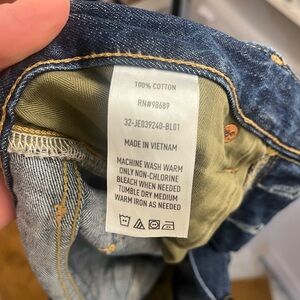 100% COTTON
RN#98689
32-JE039240-BL01
MADE IN VIETNAM
MACHINE WASH WARM
ONLY NON-CHLORINE
BLEACH WHEN NEEDED
TUMBLE DRY MEDIUM
WARM IRON AS NEEDED